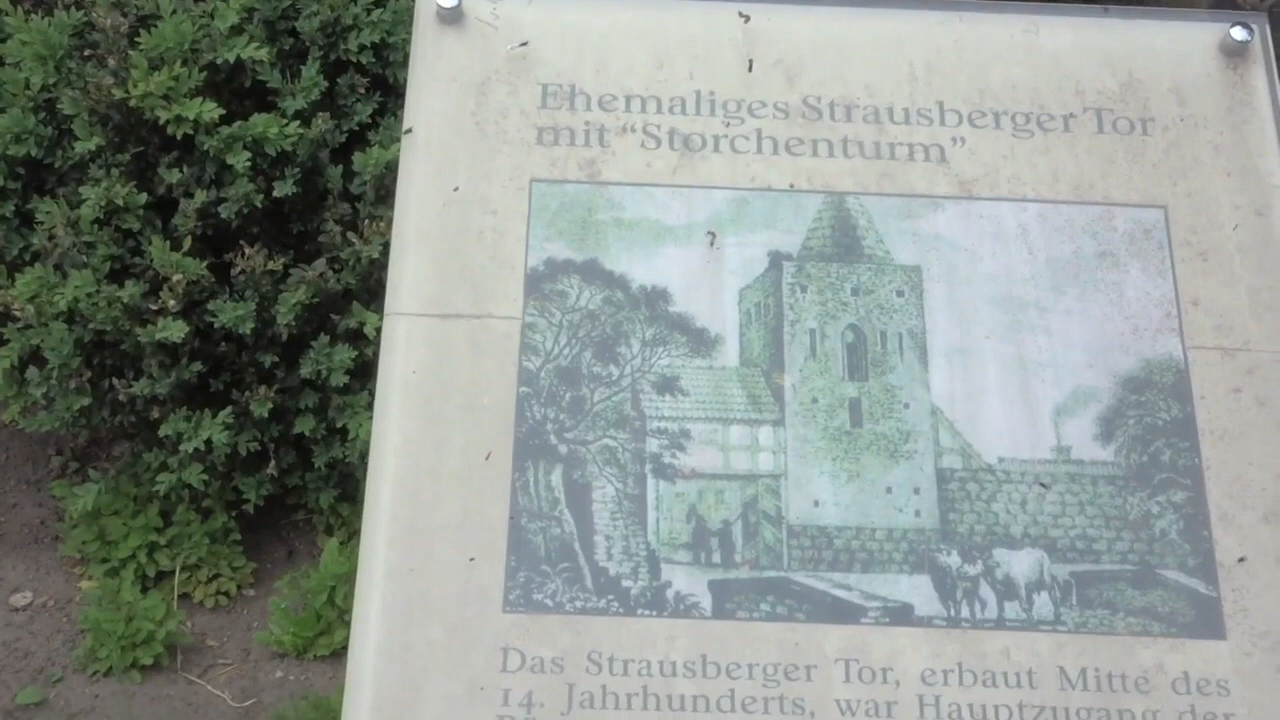 Ehemaliges Strausberger Tor
mit “Storchenturm”
Das Strausberger Tor, erbaut Mitte des
14. Jahrhunderts, war Hauptzugang der